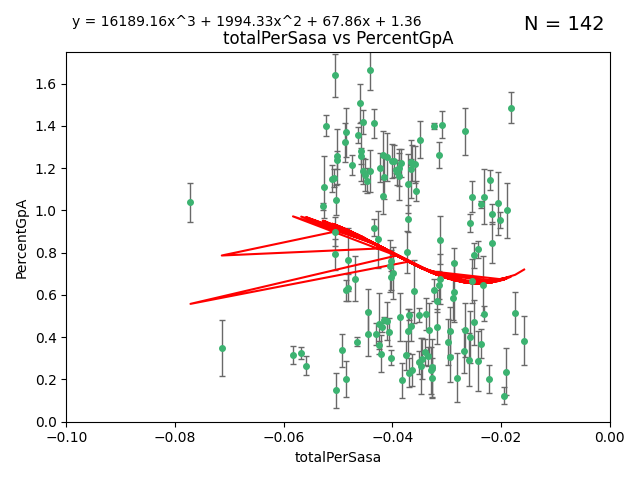 y = 16189.16x^3 + 1994.33x^2 + 67.86x + 1.36
N = 142
totalPerSasa vs PercentGpA
PercentGpA
1.6
1.4
1.2
1.0
0.8
0.6
0.4
0.2
0.0
−0.10 −0.08 −0.06 −0.04 −0.02 0.00
totalPerSasa